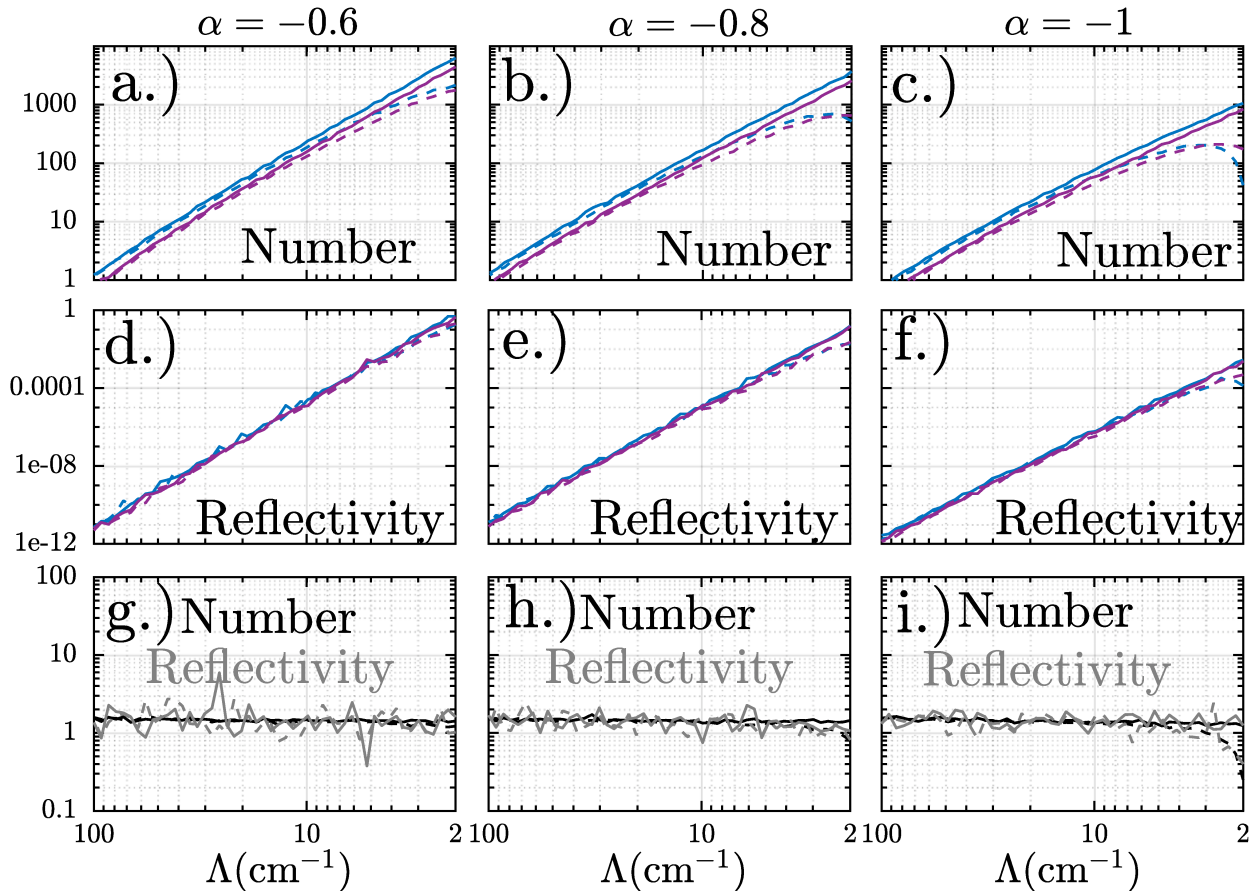 α = −0.6 α = −0.8 α = −1
a.) b.) c.)
1000
100
10
1
Number Number Number
d.) e.) f.)
1
0.0001
1e-08
1e-12
Reflectivity Reflectivity Reflectivity
g.) Number h.) Number i.) Number
Reflectivity Reflectivity Reflectivity
100
10
1
0.1
100 10 2 100 10 2 100 10 2
Λ(cm⁻¹) Λ(cm⁻¹) Λ(cm⁻¹)